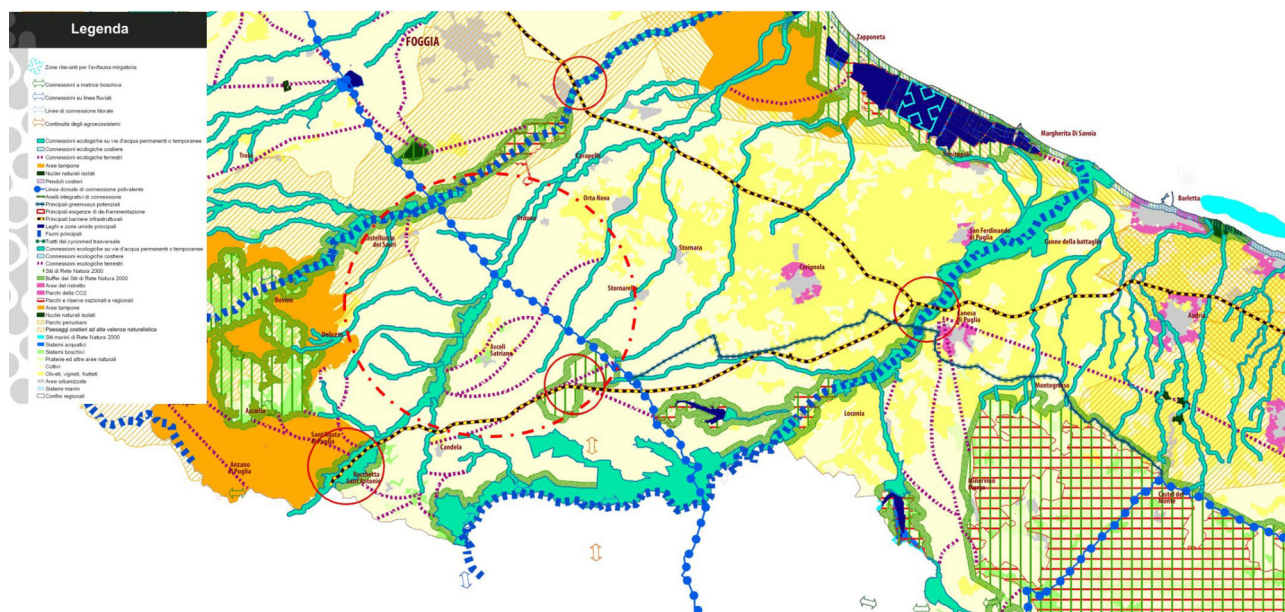 Legenda
Zone rilevanti per l'avifauna mirgatoria
Connessioni a matrice boschiva
Connessioni su linee fluviali
Linee di connessione litorale
Continuità degli agroecosistemi
Connessioni ecologiche su vie d'acqua permanenti o temporanee
Connessioni ecologiche costiere
Connessioni ecologiche terrestri
Aree tampone
Nuclei naturali isolati
Pendoli costieri
Linea dorsale di connessione polivalente
Anelli integrativi di connessione
Principali greenways potenziali
Principali esigenze di de-frammentazione
Principali barriere infrastrutturali
Laghi e zone umide principali
Fiumi principali
Tratti del cyronmed trasversale
Connessioni ecologiche su vie d'acqua permanenti o temporanee
Connessioni ecologiche costiere
Connessioni ecologiche terrestri
Siti di Rete Natura 2000
Buffer dei Siti di Rete Natura 2000
Aree del ristretto
Parchi della CO2
Parchi e riserve nazionali e regionali
Aree tampone
Nuclei naturali isolati
Parchi periurbani
Paesaggi costieri ad alta valenza naturalistica
Siti marini di Rete Natura 2000
Sistemi acquatici
Sistemi boschivi
Praterie ed altre aree naturali
Coltivi
Oliveti, vigneti, frutteti
Aree urbanizzate
Sistemi marini
Confini regionali
FOGGIA
Zapponeta
Margherita Di Savoia
Trinitapoli
Barletta
Troia
Carapelle
Orta Nova
Ordona
Castelluccio
dei Sauri
Stornara
San Ferdinando
di Puglia
Canne della battaglia
Cerignola
Stornarella
Bovino
Deliceto
Canosa
di Puglia
Andria
Ascoli
Satriano
Montegrosso
Accadia
Loconia
Sant'Agata
di Puglia
Candela
Anzano
di Puglia
Rocchetta
Sant'Antonio
Minervino
Murge
Castel del
Monte